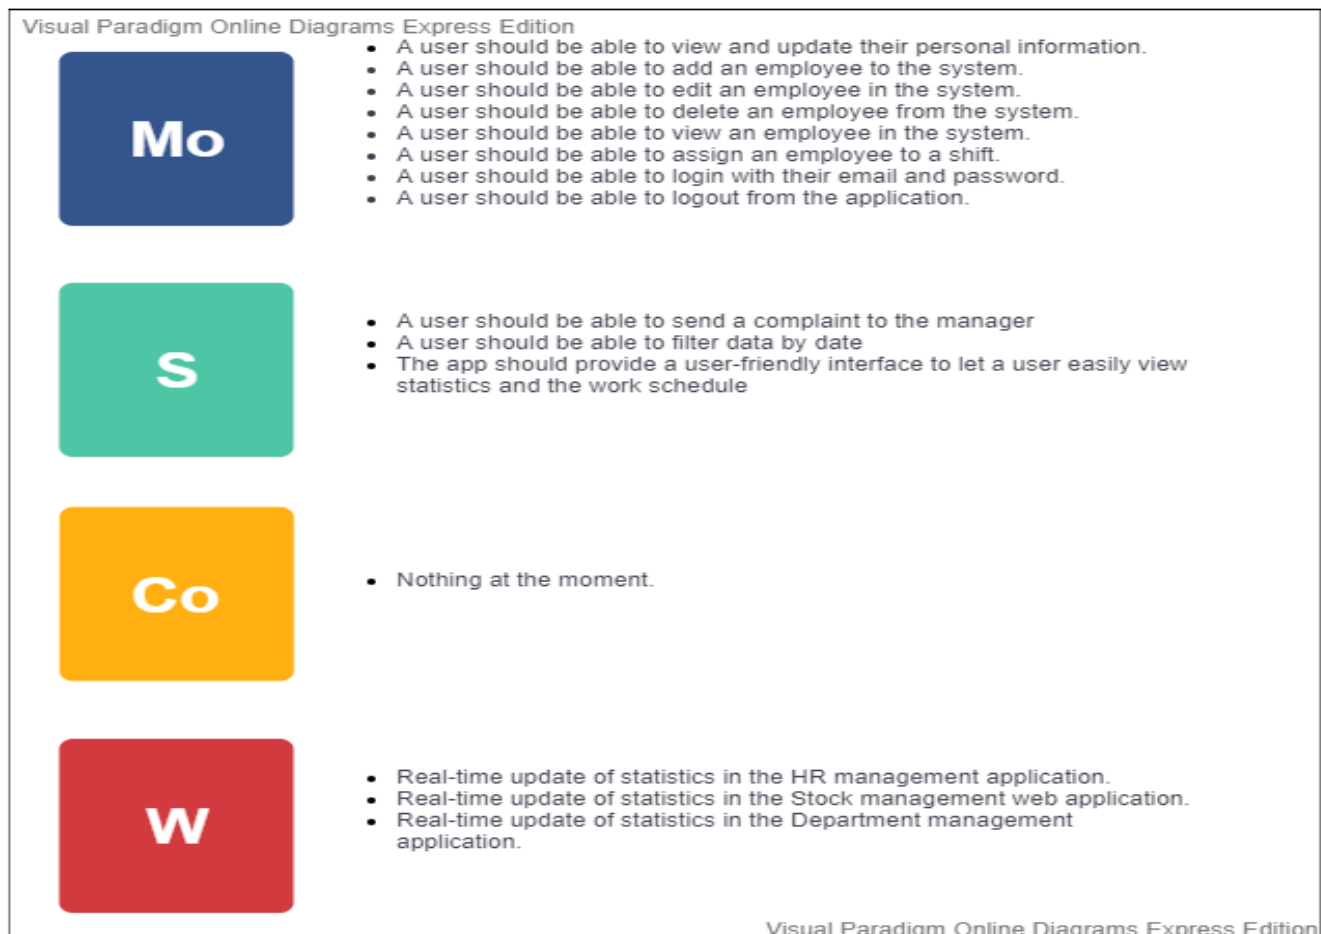 Visual Paradigm Online Diagrams Express Edition
Mo
• A user should be able to view and update their personal information.
• A user should be able to add an employee to the system.
• A user should be able to edit an employee in the system.
• A user should be able to delete an employee from the system.
• A user should be able to view an employee in the system.
• A user should be able to assign an employee to a shift.
• A user should be able to login with their email and password.
• A user should be able to logout from the application.
S
• A user should be able to send a complaint to the manager
• A user should be able to filter data by date
• The app should provide a user-friendly interface to let a user easily view
statistics and the work schedule
Co
• Nothing at the moment.
W
• Real-time update of statistics in the HR management application.
• Real-time update of statistics in the Stock management web application.
• Real-time update of statistics in the Department management
application.
Visual Paradigm Online Diagrams Express Edition